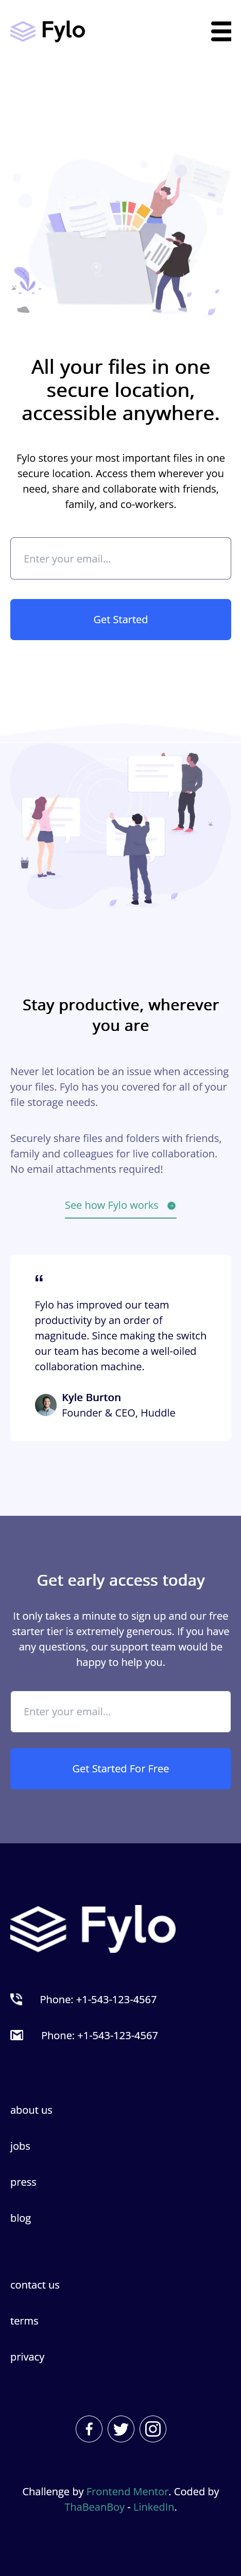 Fylo
All your files in one
secure location,
accessible anywhere.
Fylo stores your most important files in one
secure location. Access them wherever you
need, share and collaborate with friends,
family, and co-workers.
Enter your email...
Get Started
Stay productive, wherever
you are
Never let location be an issue when accessing
your files. Fylo has you covered for all of your
file storage needs.
Securely share files and folders with friends,
family and colleagues for live collaboration.
No email attachments required!
See how Fylo works
“
Fylo has improved our team
productivity by an order of
magnitude. Since making the switch
our team has become a well-oiled
collaboration machine.
Kyle Burton
Founder & CEO, Huddle
Get early access today
It only takes a minute to sign up and our free
starter tier is extremely generous. If you have
any questions, our support team would be
happy to help you.
Enter your email...
Get Started For Free
Fylo
Phone: +1-543-123-4567
Phone: +1-543-123-4567
about us
jobs
press
blog
contact us
terms
privacy
Challenge by Frontend Mentor. Coded by
ThaBeanBoy - LinkedIn.